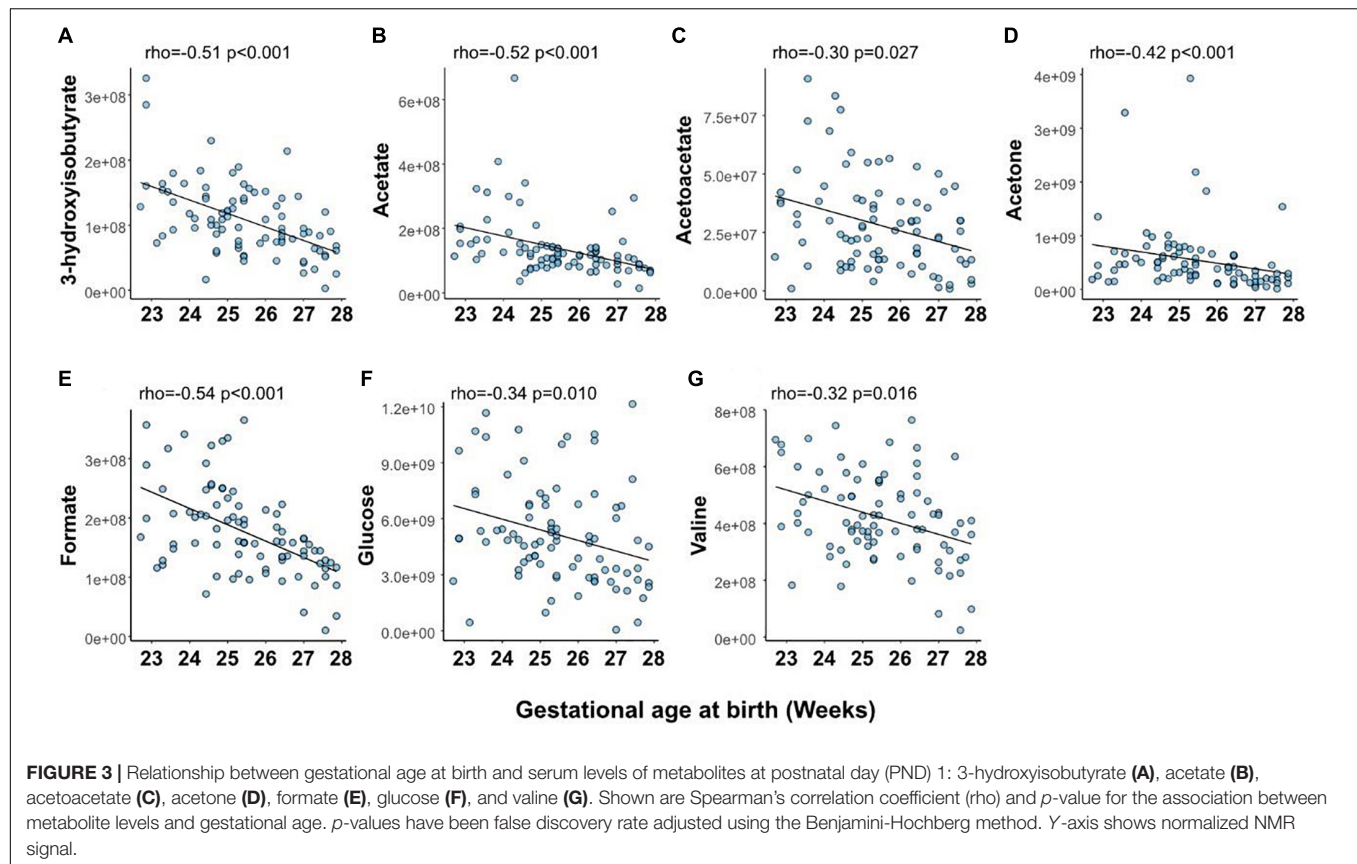 A
rho=-0.51 p<0.001
3-hydroxyisobutyrate
3e+08
2e+08
1e+08
0e+00
23 24 25 26 27 28
B
rho=-0.52 p<0.001
Acetate
6e+08
4e+08
2e+08
0e+00
23 24 25 26 27 28
C
rho=-0.30 p=0.027
Acetoacetate
7.5e+07
5.0e+07
2.5e+07
0.0e+00
23 24 25 26 27 28
D
rho=-0.42 p<0.001
Acetone
4e+09
3e+09
2e+09
1e+09
0e+00
23 24 25 26 27 28
E
rho=-0.54 p<0.001
Formate
3e+08
2e+08
1e+08
0e+00
23 24 25 26 27 28
F
rho=-0.34 p=0.010
Glucose
1.2e+10
9.0e+09
6.0e+09
3.0e+09
0.0e+00
23 24 25 26 27 28
G
rho=-0.32 p=0.016
Valine
8e+08
6e+08
4e+08
2e+08
0e+00
23 24 25 26 27 28
Gestational age at birth (Weeks)
FIGURE 3 | Relationship between gestational age at birth and serum levels of metabolites at postnatal day (PND) 1: 3-hydroxyisobutyrate (A), acetate (B),
acetoacetate (C), acetone (D), formate (E), glucose (F), and valine (G). Shown are Spearman's correlation coefficient (rho) and p-value for the association between
metabolite levels and gestational age. p-values have been false discovery rate adjusted using the Benjamini-Hochberg method. Y-axis shows normalized NMR
signal.